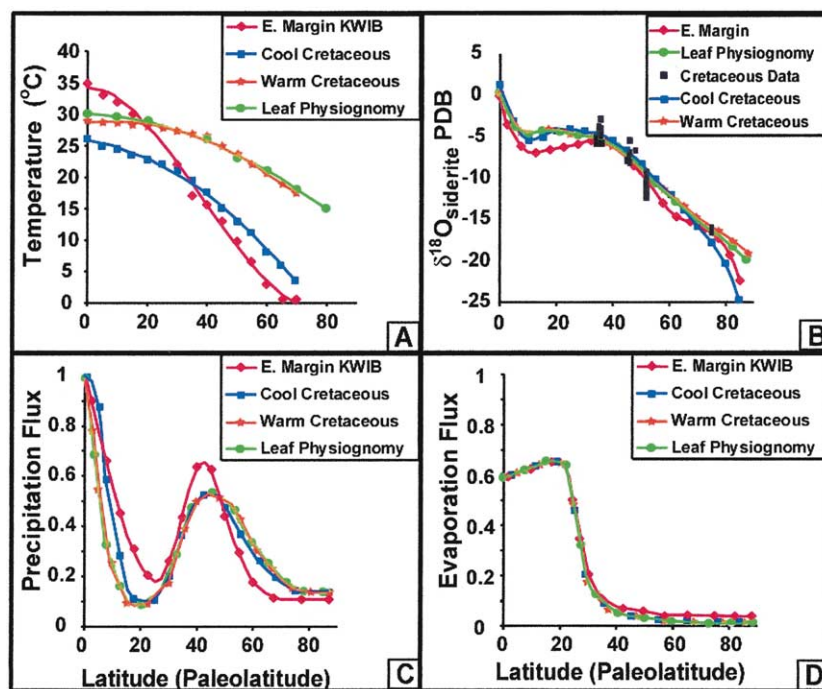 Temperature (°C)
40
35
30
25
20
15
10
5
0
0 20 40 60 80
E. Margin KWIB
Cool Cretaceous
Warm Cretaceous
Leaf Physiognomy
A
δ¹⁸Osiderite PDB
5
0
-5
-10
-15
-20
-25
0 20 40 60 80
E. Margin
Leaf Physiognomy
Cretaceous Data
Cool Cretaceous
Warm Cretaceous
B
Precipitation Flux
1
0.8
0.6
0.4
0.2
0
0 20 40 60 80
Latitude (Paleolatitude)
E. Margin KWIB
Cool Cretaceous
Warm Cretaceous
Leaf Physiognomy
C
Evaporation Flux
1
0.8
0.6
0.4
0.2
0
0 20 40 60 80
Latitude (Paleolatitude)
E. Margin KWIB
Cool Cretaceous
Warm Cretaceous
Leaf Physiognomy
D